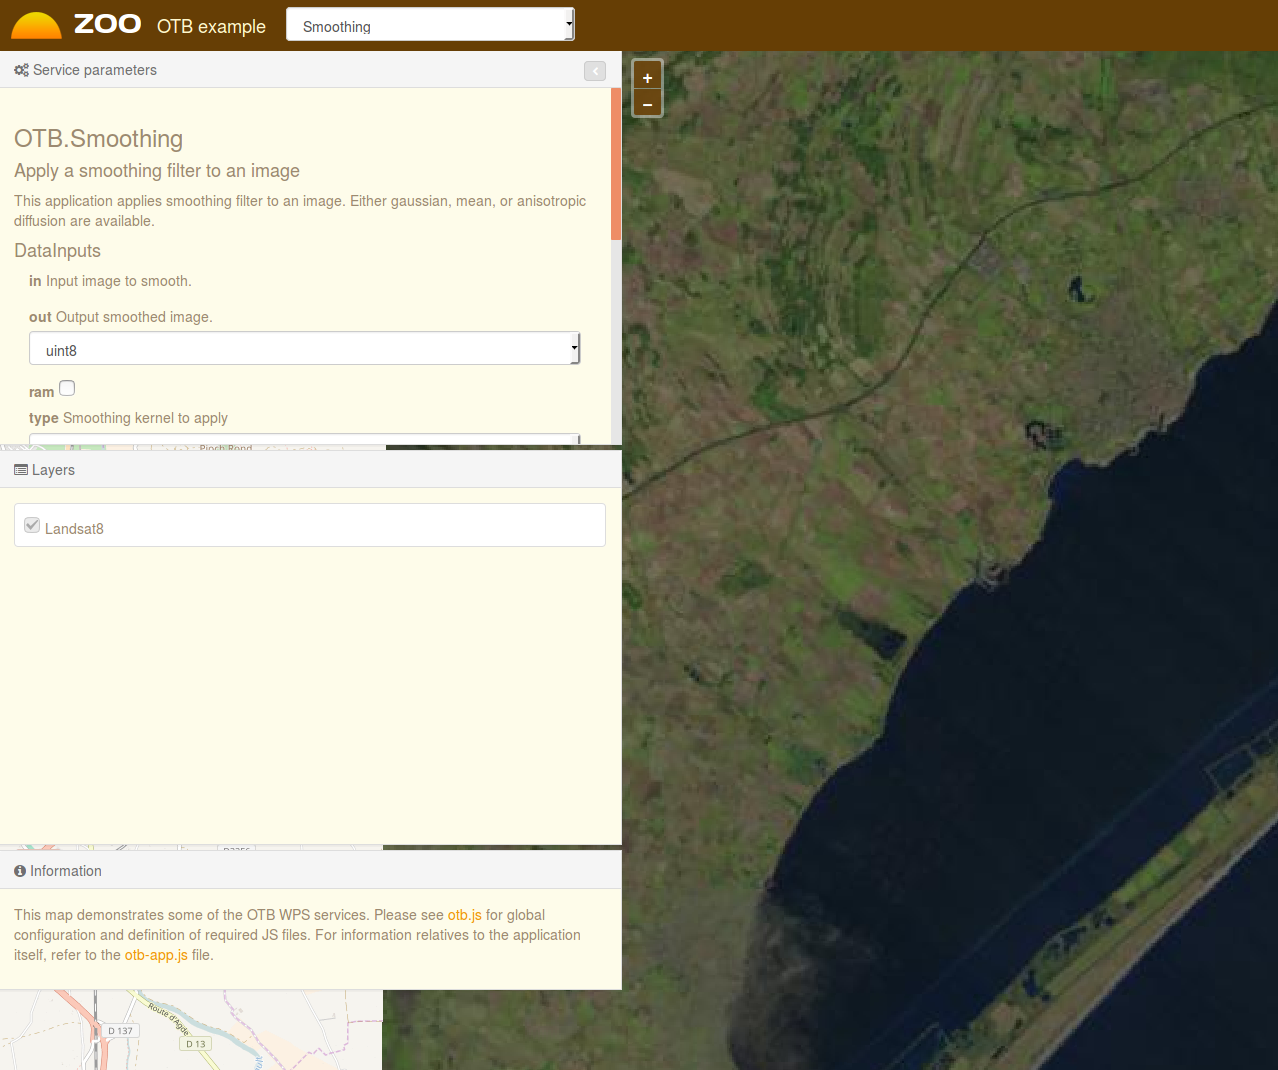 ZOO OTB example Smoothing
Service parameters
+
−
OTB.Smoothing
Apply a smoothing filter to an image
This application applies smoothing filter to an image. Either gaussian, mean, or anisotropic
diffusion are available.
DataInputs
in Input image to smooth.
out Output smoothed image.
uint8
ram
type Smoothing kernel to apply
Layers
Landsat8
Information
This map demonstrates some of the OTB WPS services. Please see otb.js for global
configuration and definition of required JS files. For information relatives to the application
itself, refer to the otb-app.js file.
Route d'Agde
D 137
D 13